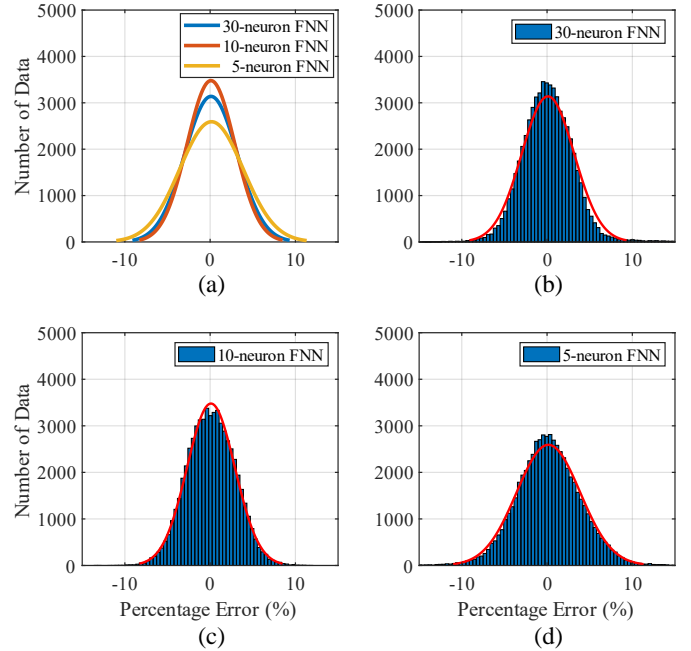 5000
4000
3000
2000
1000
0
Number of Data
30-neuron FNN
10-neuron FNN
5-neuron FNN
-10 0 10
(a)
5000
4000
3000
2000
1000
0
30-neuron FNN
-10 0 10
(b)
5000
4000
3000
2000
1000
0
Number of Data
10-neuron FNN
-10 0 10
Percentage Error (%)
(c)
5000
4000
3000
2000
1000
0
5-neuron FNN
-10 0 10
Percentage Error (%)
(d)